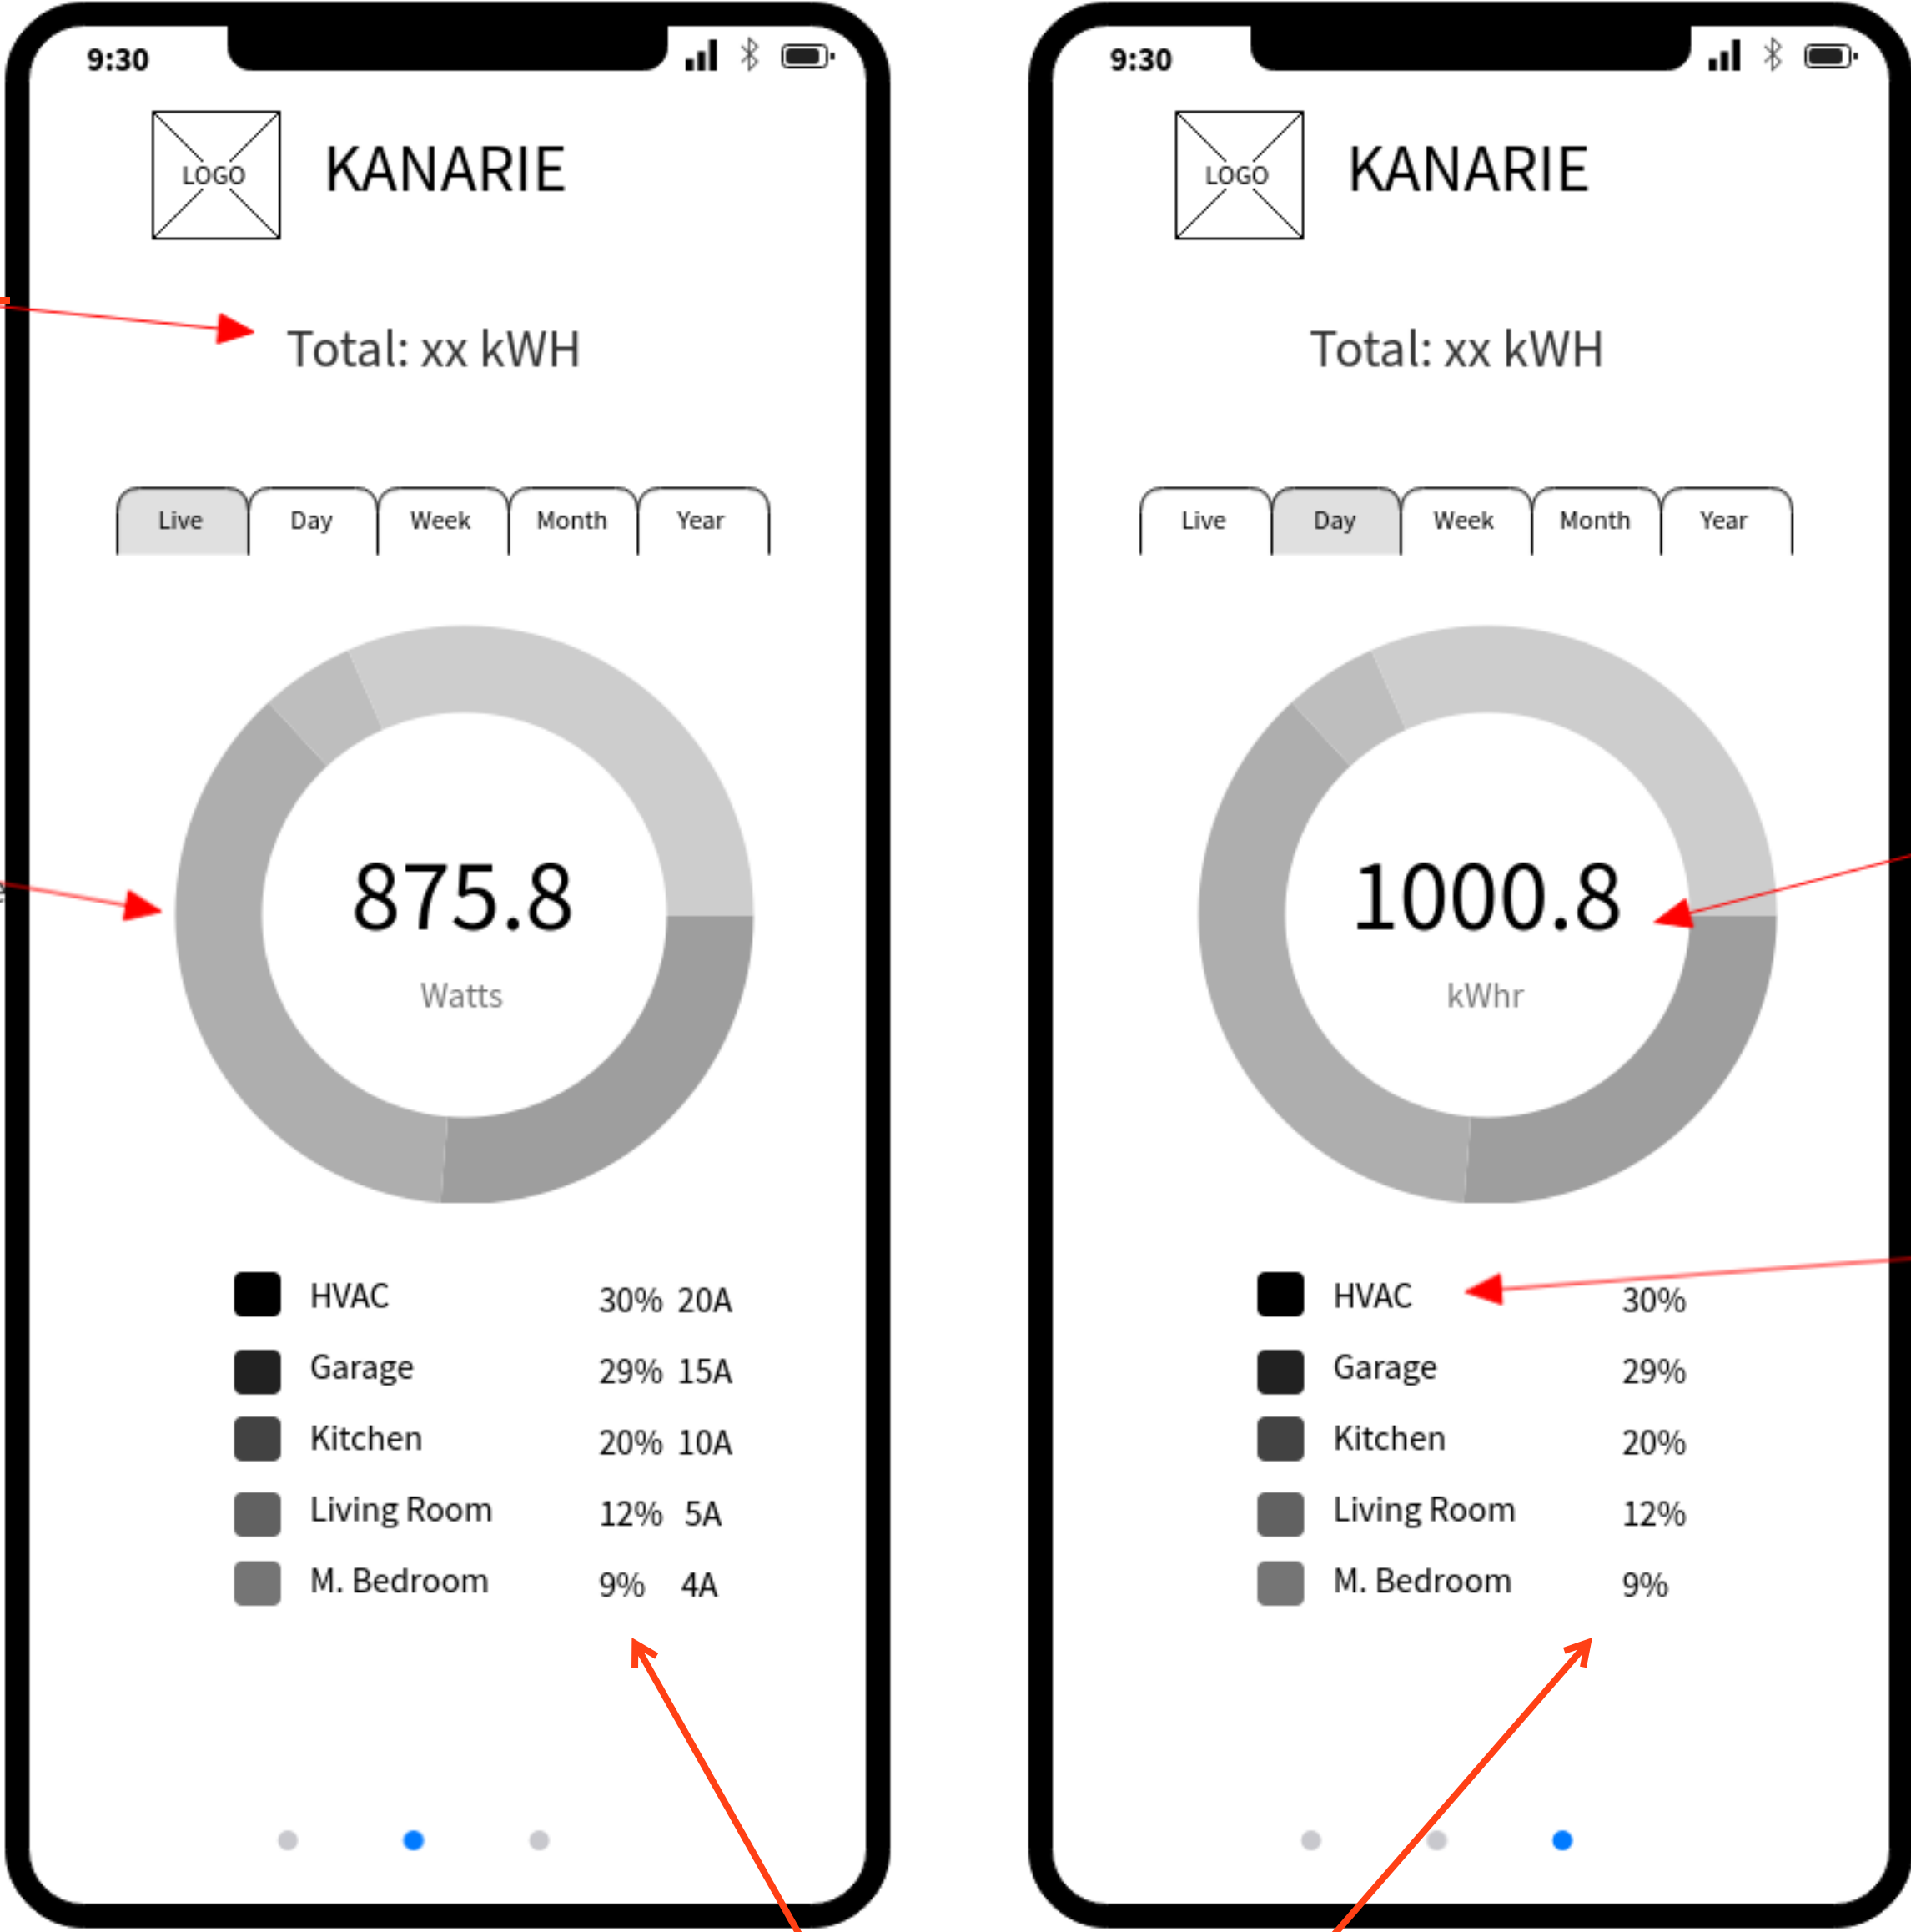 9:30
LOGO
KANARIE
Total: xx kWH
Live Day Week Month Year
875.8
Watts
HVAC 30% 20A
Garage 29% 15A
Kitchen 20% 10A
Living Room 12% 5A
M. Bedroom 9% 4A
9:30
LOGO
KANARIE
Total: xx kWH
Live Day Week Month Year
1000.8
kWhr
HVAC 30%
Garage 29%
Kitchen 20%
Living Room 12%
M. Bedroom 9%